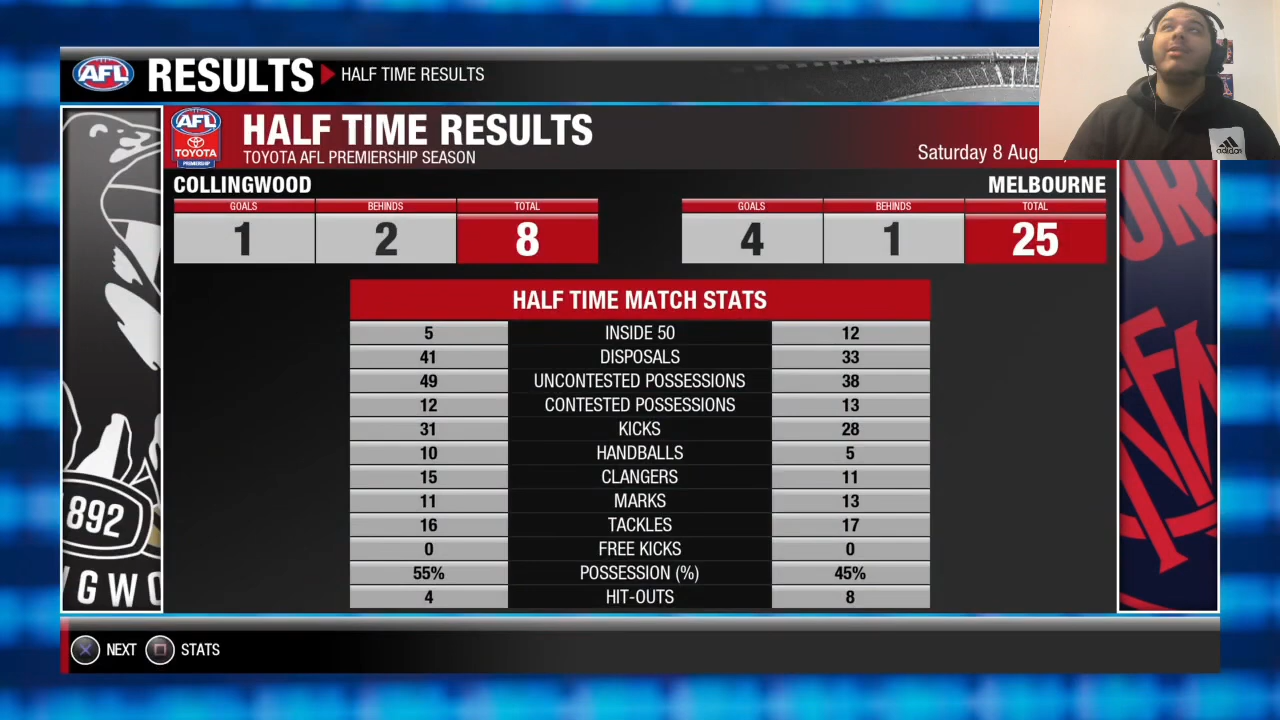 AFL RESULTS HALF TIME RESULTS
AFL
TOYOTA
PREMIERSHIP
HALF TIME RESULTS
TOYOTA AFL PREMIERSHIP SEASON
Saturday 8 Aug
adidas
COLLINGWOOD MELBOURNE
GOALS BEHINDS TOTAL GOALS BEHINDS TOTAL
1 2 8 4 1 25
HALF TIME MATCH STATS
5 INSIDE 50 12
41 DISPOSALS 33
49 UNCONTESTED POSSESSIONS 38
12 CONTESTED POSSESSIONS 13
31 KICKS 28
10 HANDBALLS 5
15 CLANGERS 11
11 MARKS 13
16 TACKLES 17
0 FREE KICKS 0
55% POSSESSION (%) 45%
4 HIT-OUTS 8
892
NGWO
NEXT STATS